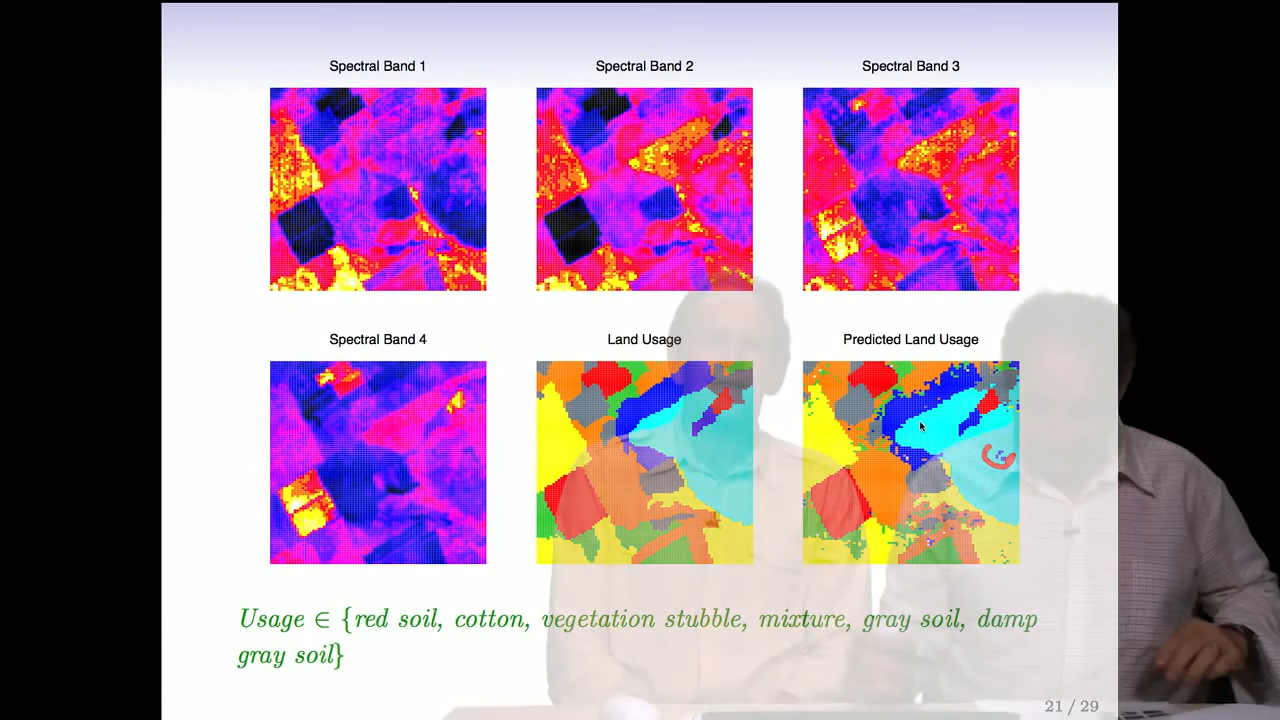 Spectral Band 1
Spectral Band 2
Spectral Band 3
Spectral Band 4
Land Usage
Predicted Land Usage
Usage ∈ {red soil, cotton, vegetation stubble, mixture, gray soil, damp
gray soil}
21 / 29